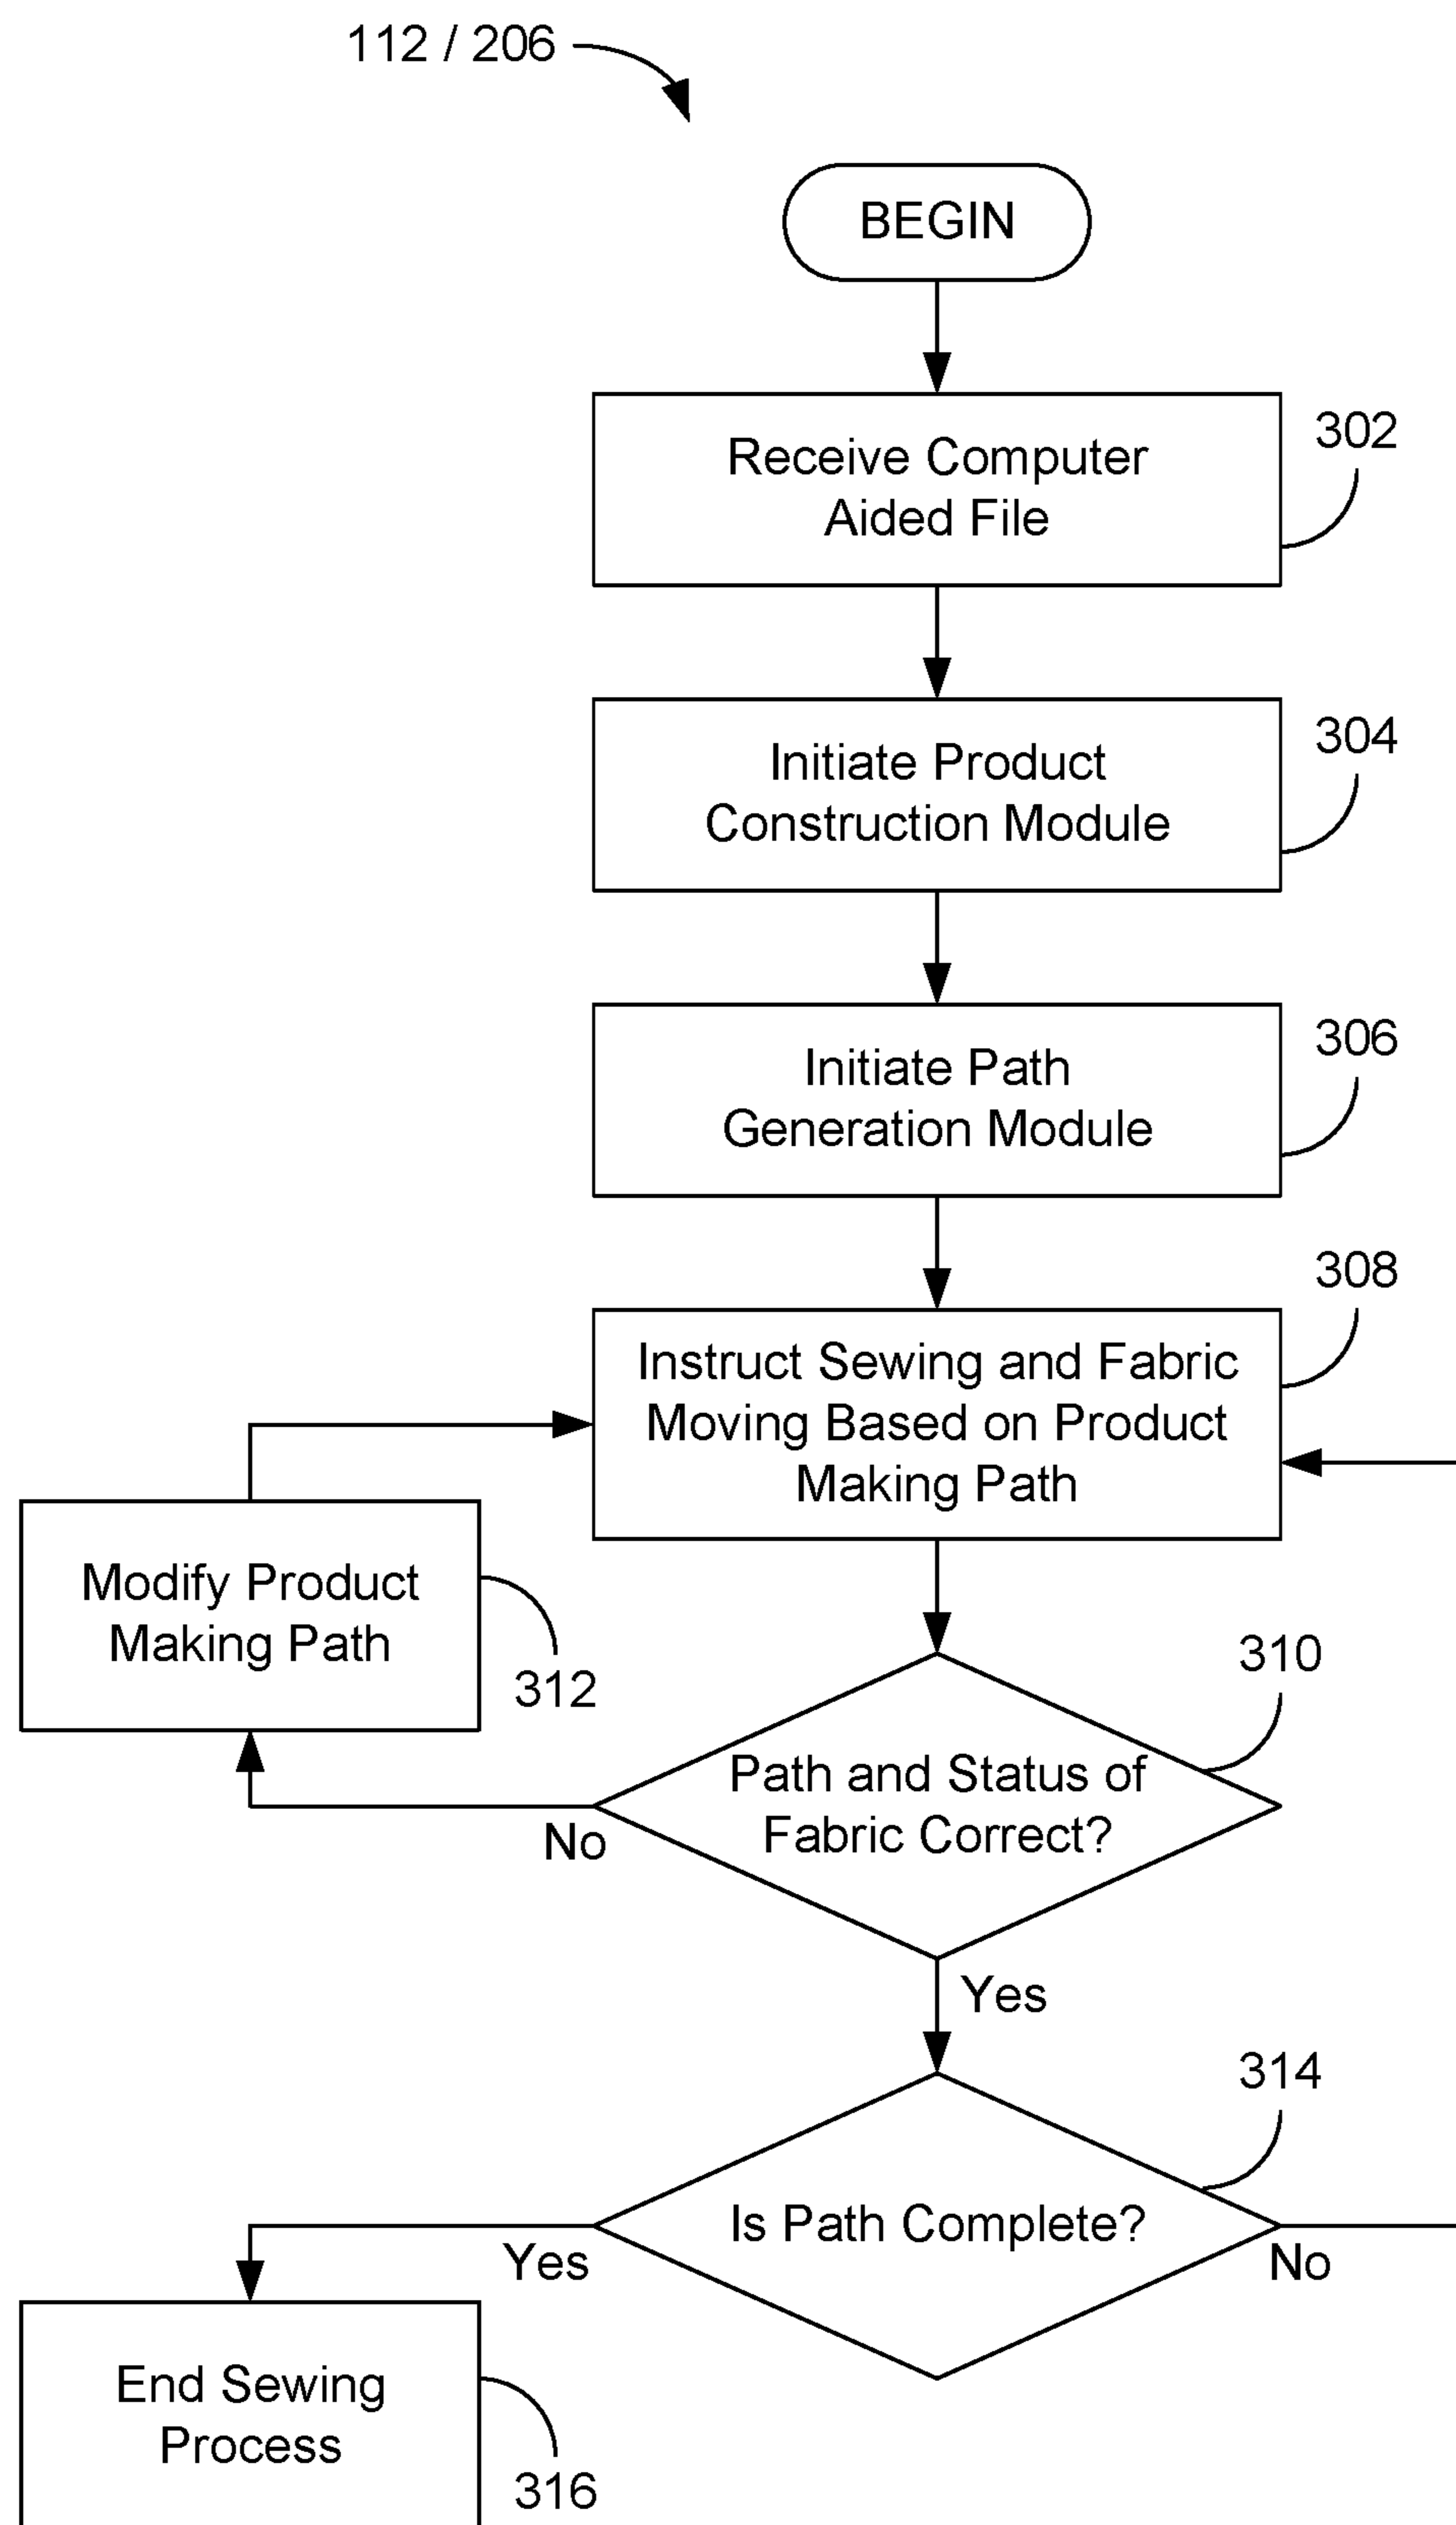 112 / 206
BEGIN
Receive Computer
Aided File
302
Initiate Product
Construction Module
304
Initiate Path
Generation Module
306
Instruct Sewing and Fabric
Moving Based on Product
Making Path
308
Modify Product
Making Path
312
Path and Status of
Fabric Correct?
310
No
Yes
Is Path Complete?
314
Yes
No
End Sewing
Process
316